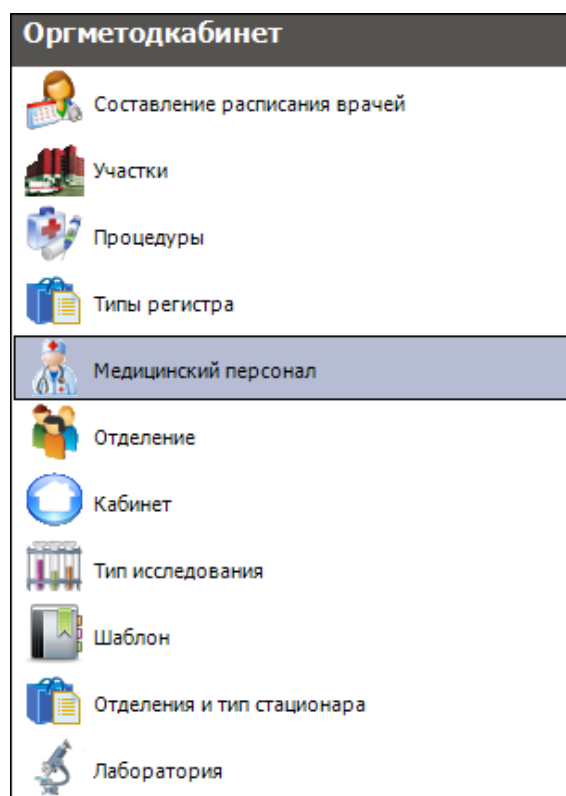 Оргметодкабинет
Составление расписания врачей
Участки
Процедуры
Типы регистра
Медицинский персонал
Отделение
Кабинет
Тип исследования
Шаблон
Отделения и тип стационара
Лаборатория